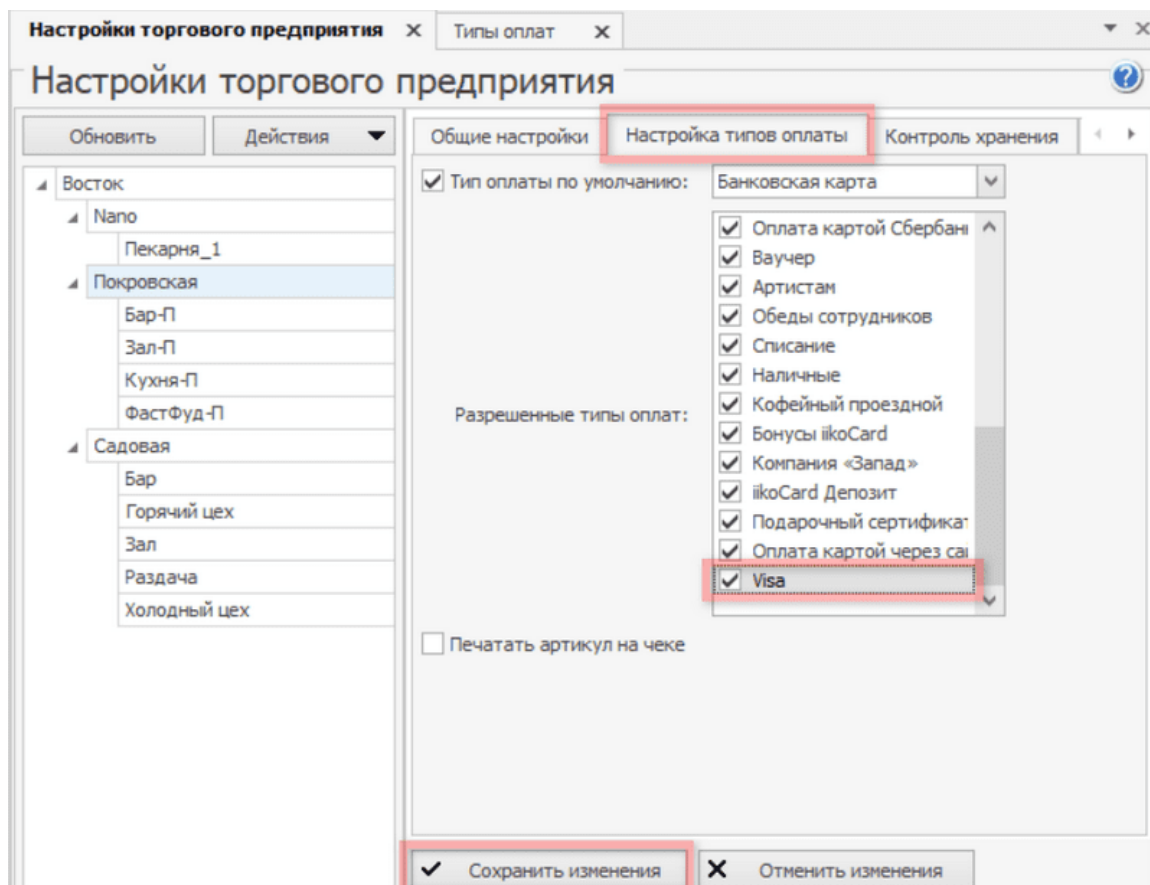 Настройки торгового предприятия
Типы оплат
Настройки торгового предприятия
Обновить
Действия
Восток
Nano
Пекарня_1
Покровская
Бар-П
Зал-П
Кухня-П
ФастФуд-П
Садовая
Бар
Горячий цех
Зал
Раздача
Холодный цех
Общие настройки
Настройка типов оплаты
Контроль хранения
Тип оплаты по умолчанию:
Банковская карта
Разрешенные типы оплат:
Оплата картой Сбербанк
Ваучер
Артистам
Обеды сотрудников
Списание
Наличные
Кофейный проездной
Бонусы iikoCard
Компания «Запад»
iikoCard Депозит
Подарочный сертификат
Оплата картой через сай
Visa
Печатать артикул на чеке
Сохранить изменения
Отменить изменения